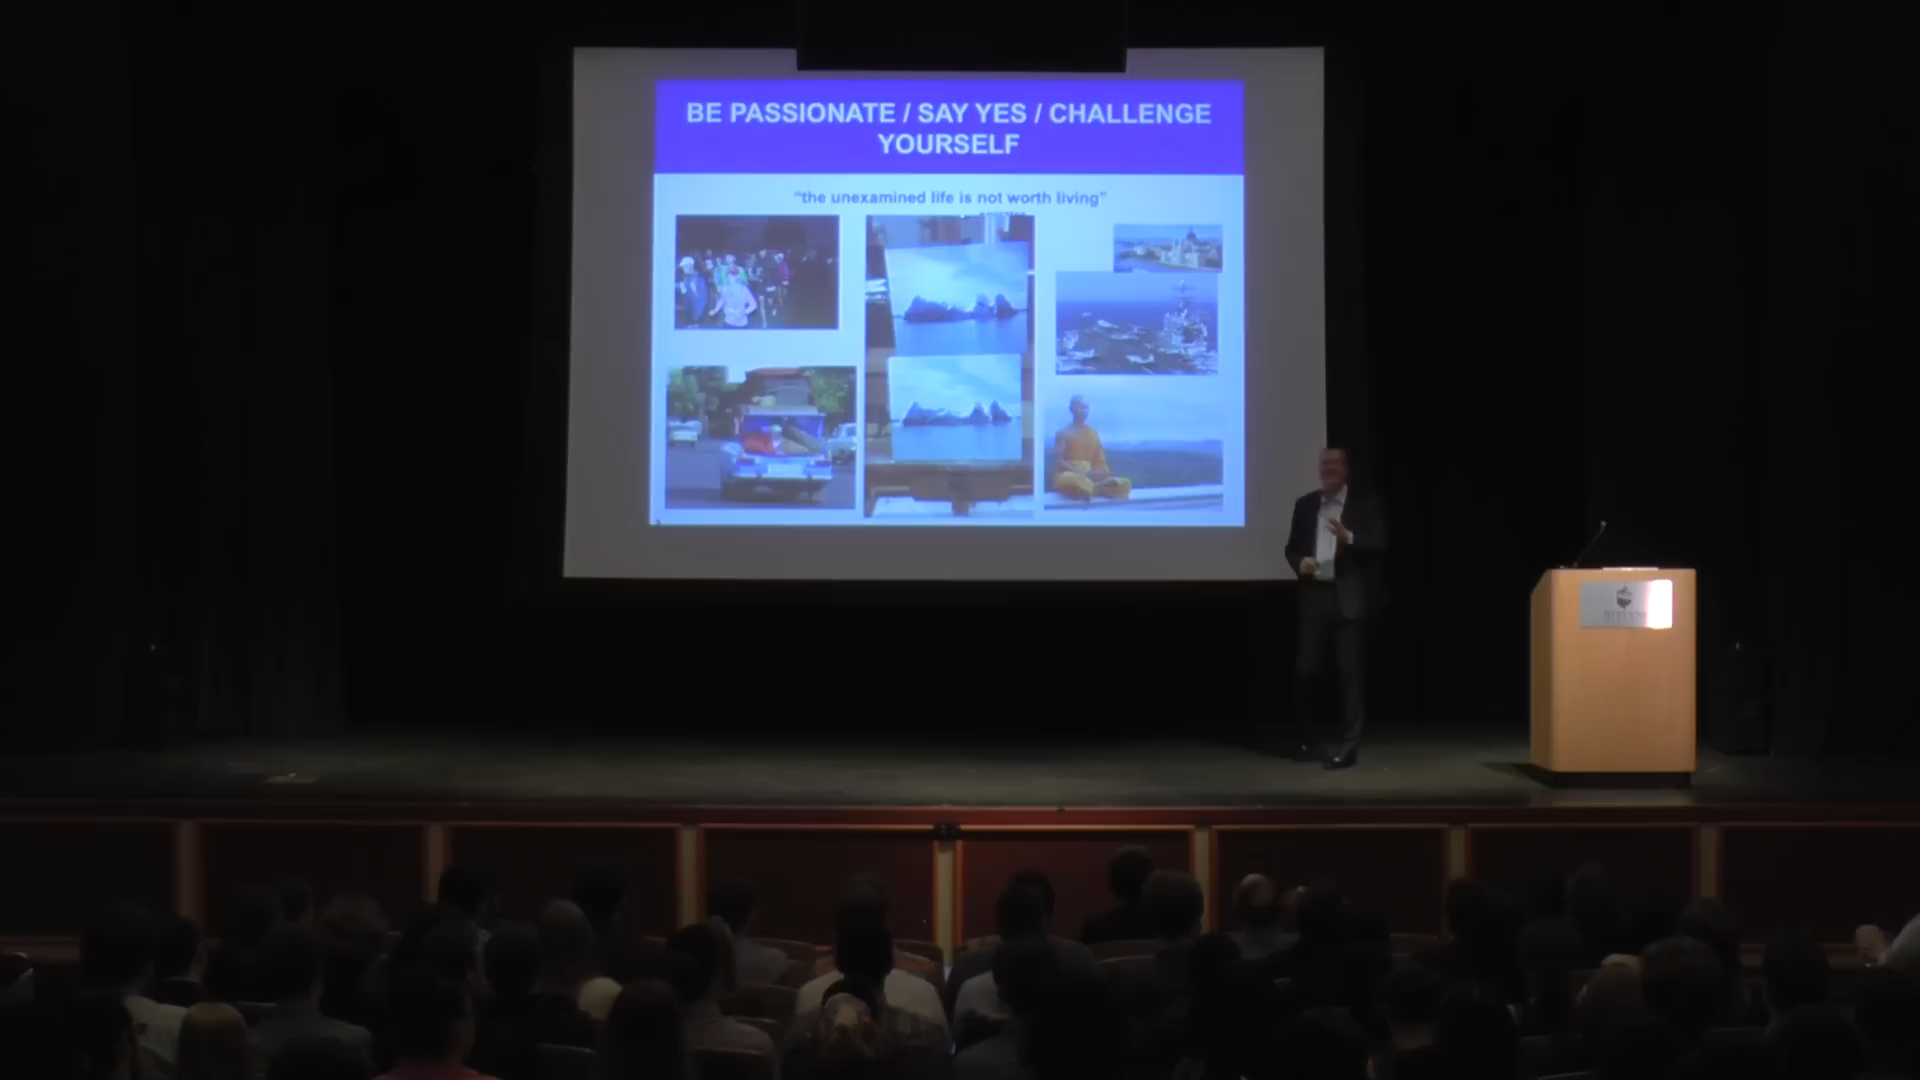 BE PASSIONATE / SAY YES / CHALLENGE
YOURSELF
"the unexamined life is not worth living"